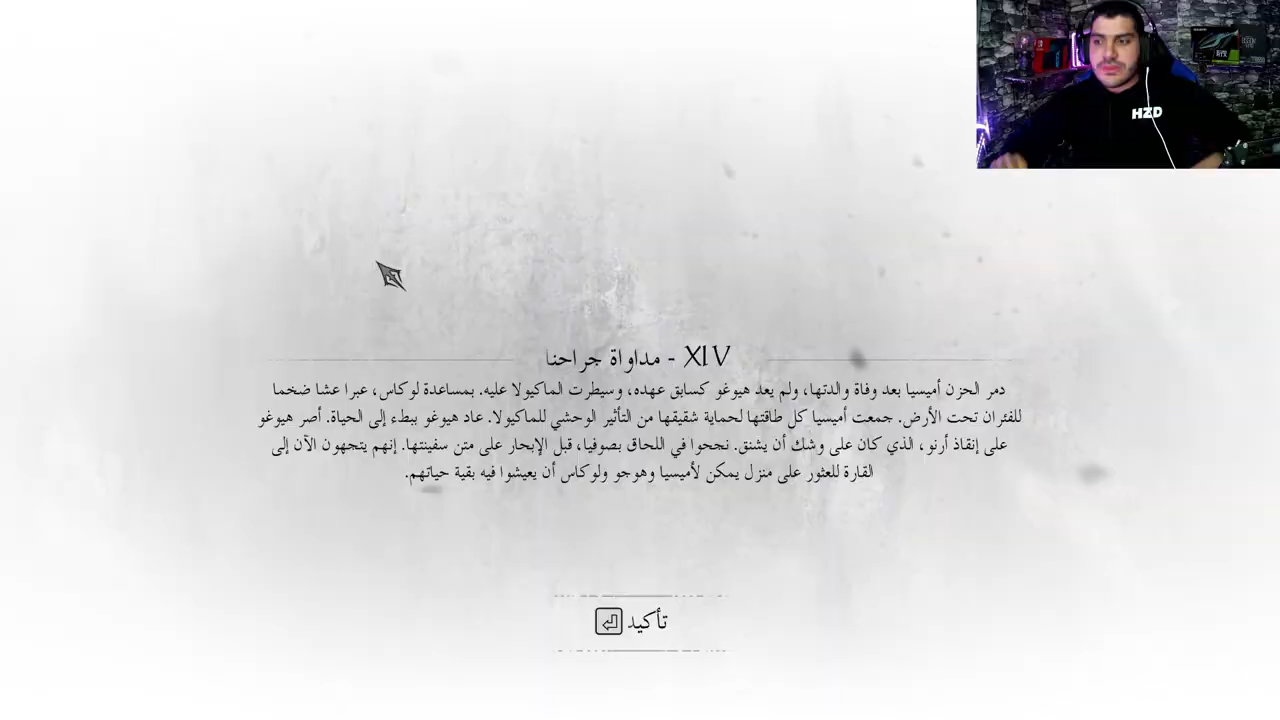 HZD
XIV - مداواة جراحنا
دمر الحزن أميسيا بعد وفاة والدتها، ولم يعد هيوغو كسابق عهده، وسيطرت الماكيولا عليه. بمساعدة لوكاس، عبرا عشا ضخما
للفئران تحت الأرض. جمعت أميسيا كل طاقتها لحماية شقيقها من التأثير الوحشي للماكيولا. عاد هيوغو ببطء إلى الحياة. أصر هيوغو
على إنقاذ أرنو، الذي كان على وشك أن يشنق. نجحوا في اللحاق بصوفيا، قبل الإبحار على متن سفينتها. إنهم يتجهون الآن إلى
القارة للعثور على منزل يمكن لأميسيا وهوجو ولوكاس أن يعيشوا فيه بقية حياتهم.
تأكيد